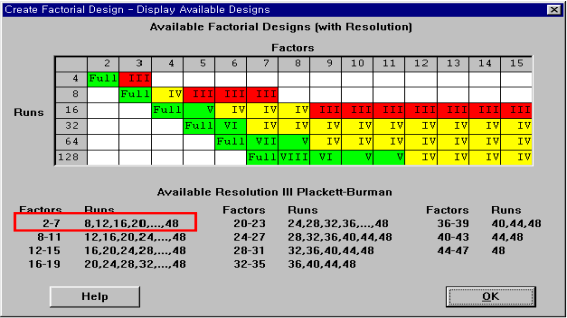 Create Factorial Design - Display Available Designs
Available Factorial Designs (with Resolution)
Factors
2 3 4 5 6 7 8 9 10 11 12 13 14 15
4 Full III
8 Full IV III III III
Runs
16 Full V IV IV IV III III III III III III III
32 Full VI IV IV IV IV IV IV IV IV IV
64 Full VII V IV IV IV IV IV IV IV
128 Full VIII VI V V IV IV IV IV
Available Resolution III Plackett-Burman
Factors Runs Factors Runs Factors Runs
2-7 8,12,16,20,...,48 20-23 24,28,32,36,...,48 36-39 40,44,48
8-11 12,16,20,24,...,48 24-27 28,32,36,40,44,48 40-43 44,48
12-15 16,20,24,28,...,48 28-31 32,36,40,44,48 44-47 48
16-19 20,24,28,32,...,48 32-35 36,40,44,48
Help OK